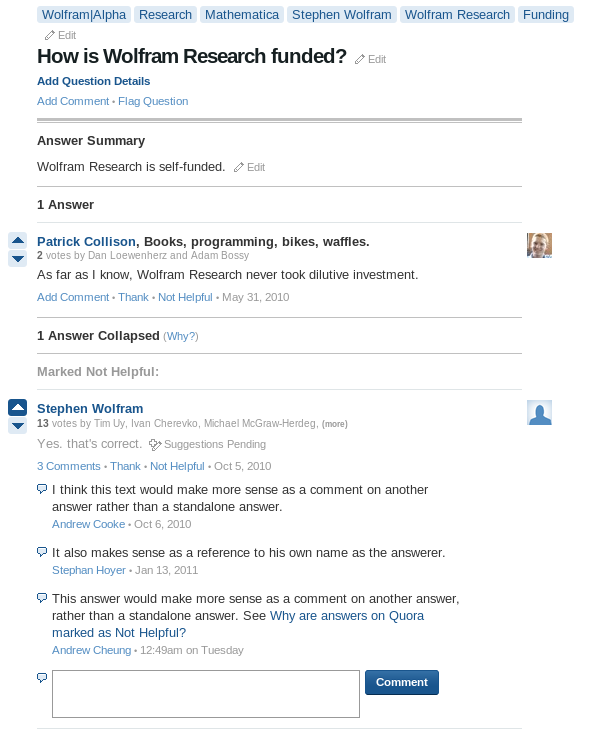 Wolfram|Alpha Research Mathematica Stephen Wolfram Wolfram Research Funding
Edit
How is Wolfram Research funded? Edit
Add Question Details
Add Comment • Flag Question
Answer Summary
Wolfram Research is self-funded. Edit
1 Answer
Patrick Collison, Books, programming, bikes, waffles.
2 votes by Dan Loewenherz and Adam Bossy
As far as I know, Wolfram Research never took dilutive investment.
Add Comment • Thank • Not Helpful • May 31, 2010
1 Answer Collapsed (Why?)
Marked Not Helpful:
Stephen Wolfram
13 votes by Tim Uy, Ivan Cherevko, Michael McGraw-Herdeg, (more)
Yes. that's correct. Suggestions Pending
3 Comments • Thank • Not Helpful • Oct 5, 2010
I think this text would make more sense as a comment on another
answer rather than a standalone answer.
Andrew Cooke • Oct 6, 2010
It also makes sense as a reference to his own name as the answerer.
Stephan Hoyer • Jan 13, 2011
This answer would make more sense as a comment on another answer,
rather than a standalone answer. See Why are answers on Quora
marked as Not Helpful?
Andrew Cheung • 12:49am on Tuesday
Comment